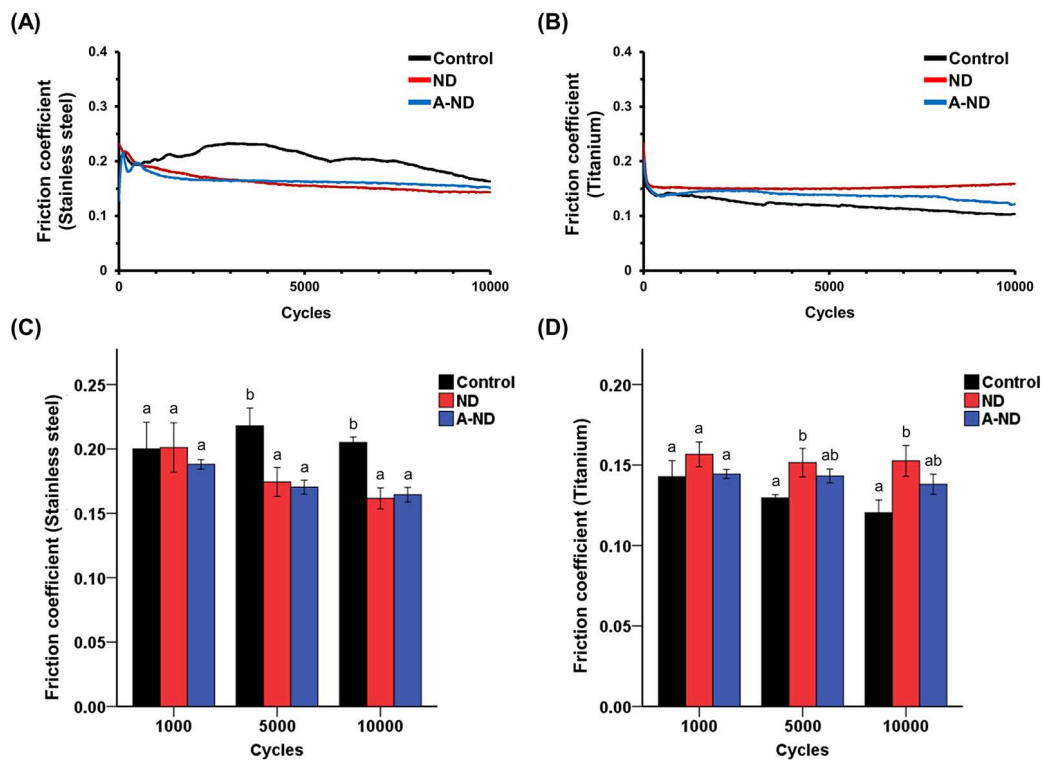 (A)
Friction coefficient
(Stainless steel)
0.4
0.3
0.2
0.1
0
0
5000
10000
Cycles
Control
ND
A-ND
(B)
Friction coefficient
(Titanium)
0.4
0.3
0.2
0.1
0
0
5000
10000
Cycles
Control
ND
A-ND
(C)
Friction coefficient (Stainless steel)
0.25
0.20
0.15
0.10
0.05
0.00
a
a
a
b
a
a
b
a
a
1000
5000
10000
Cycles
Control
ND
A-ND
(D)
Friction coefficient (Titanium)
0.20
0.15
0.10
0.05
0.00
a
a
a
a
b
ab
a
b
ab
1000
5000
10000
Cycles
Control
ND
A-ND